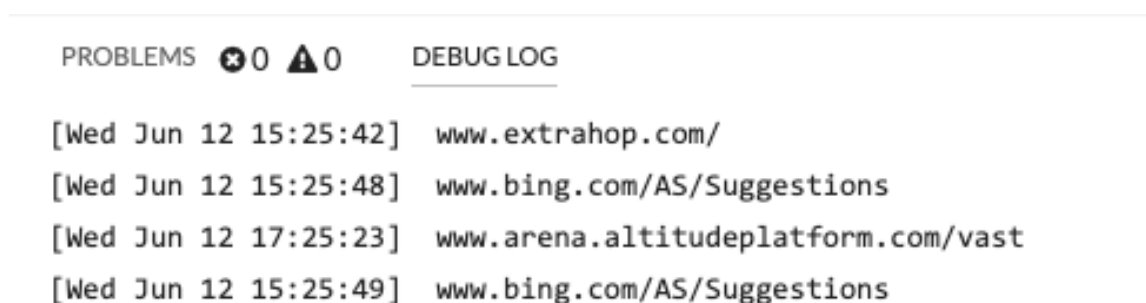 PROBLEMS 0 0 DEBUG LOG
[Wed Jun 12 15:25:42] www.extrahop.com/
[Wed Jun 12 15:25:48] www.bing.com/AS/Suggestions
[Wed Jun 12 17:25:23] www.arena.altitudeplatform.com/vast
[Wed Jun 12 15:25:49] www.bing.com/AS/Suggestions